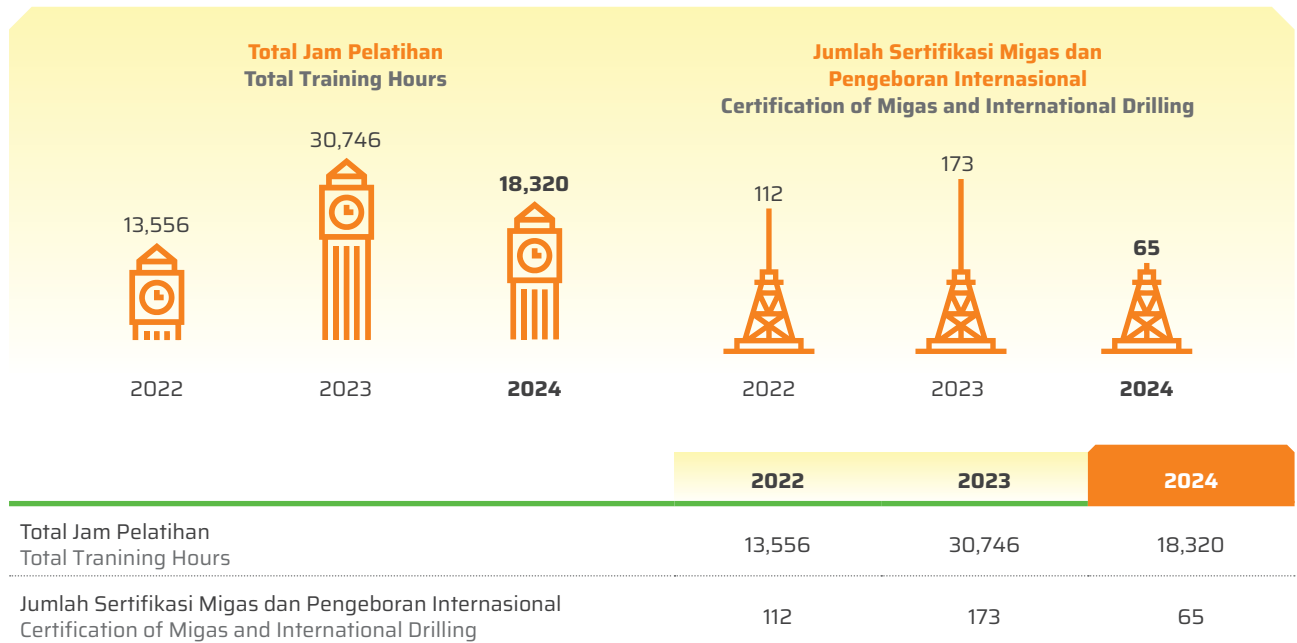 Total Jam Pelatihan
Total Training Hours
30,746
18,320
13,556
2022
2023
2024
Jumlah Sertifikasi Migas dan
Pengeboran Internasional
Certification of Migas and International Drilling
173
112
65
2022
2023
2024
2022 2023 2024
Total Jam Pelatihan
Total Tranining Hours
13,556 30,746 18,320
Jumlah Sertifikasi Migas dan Pengeboran Internasional
Certification of Migas and International Drilling
112 173 65